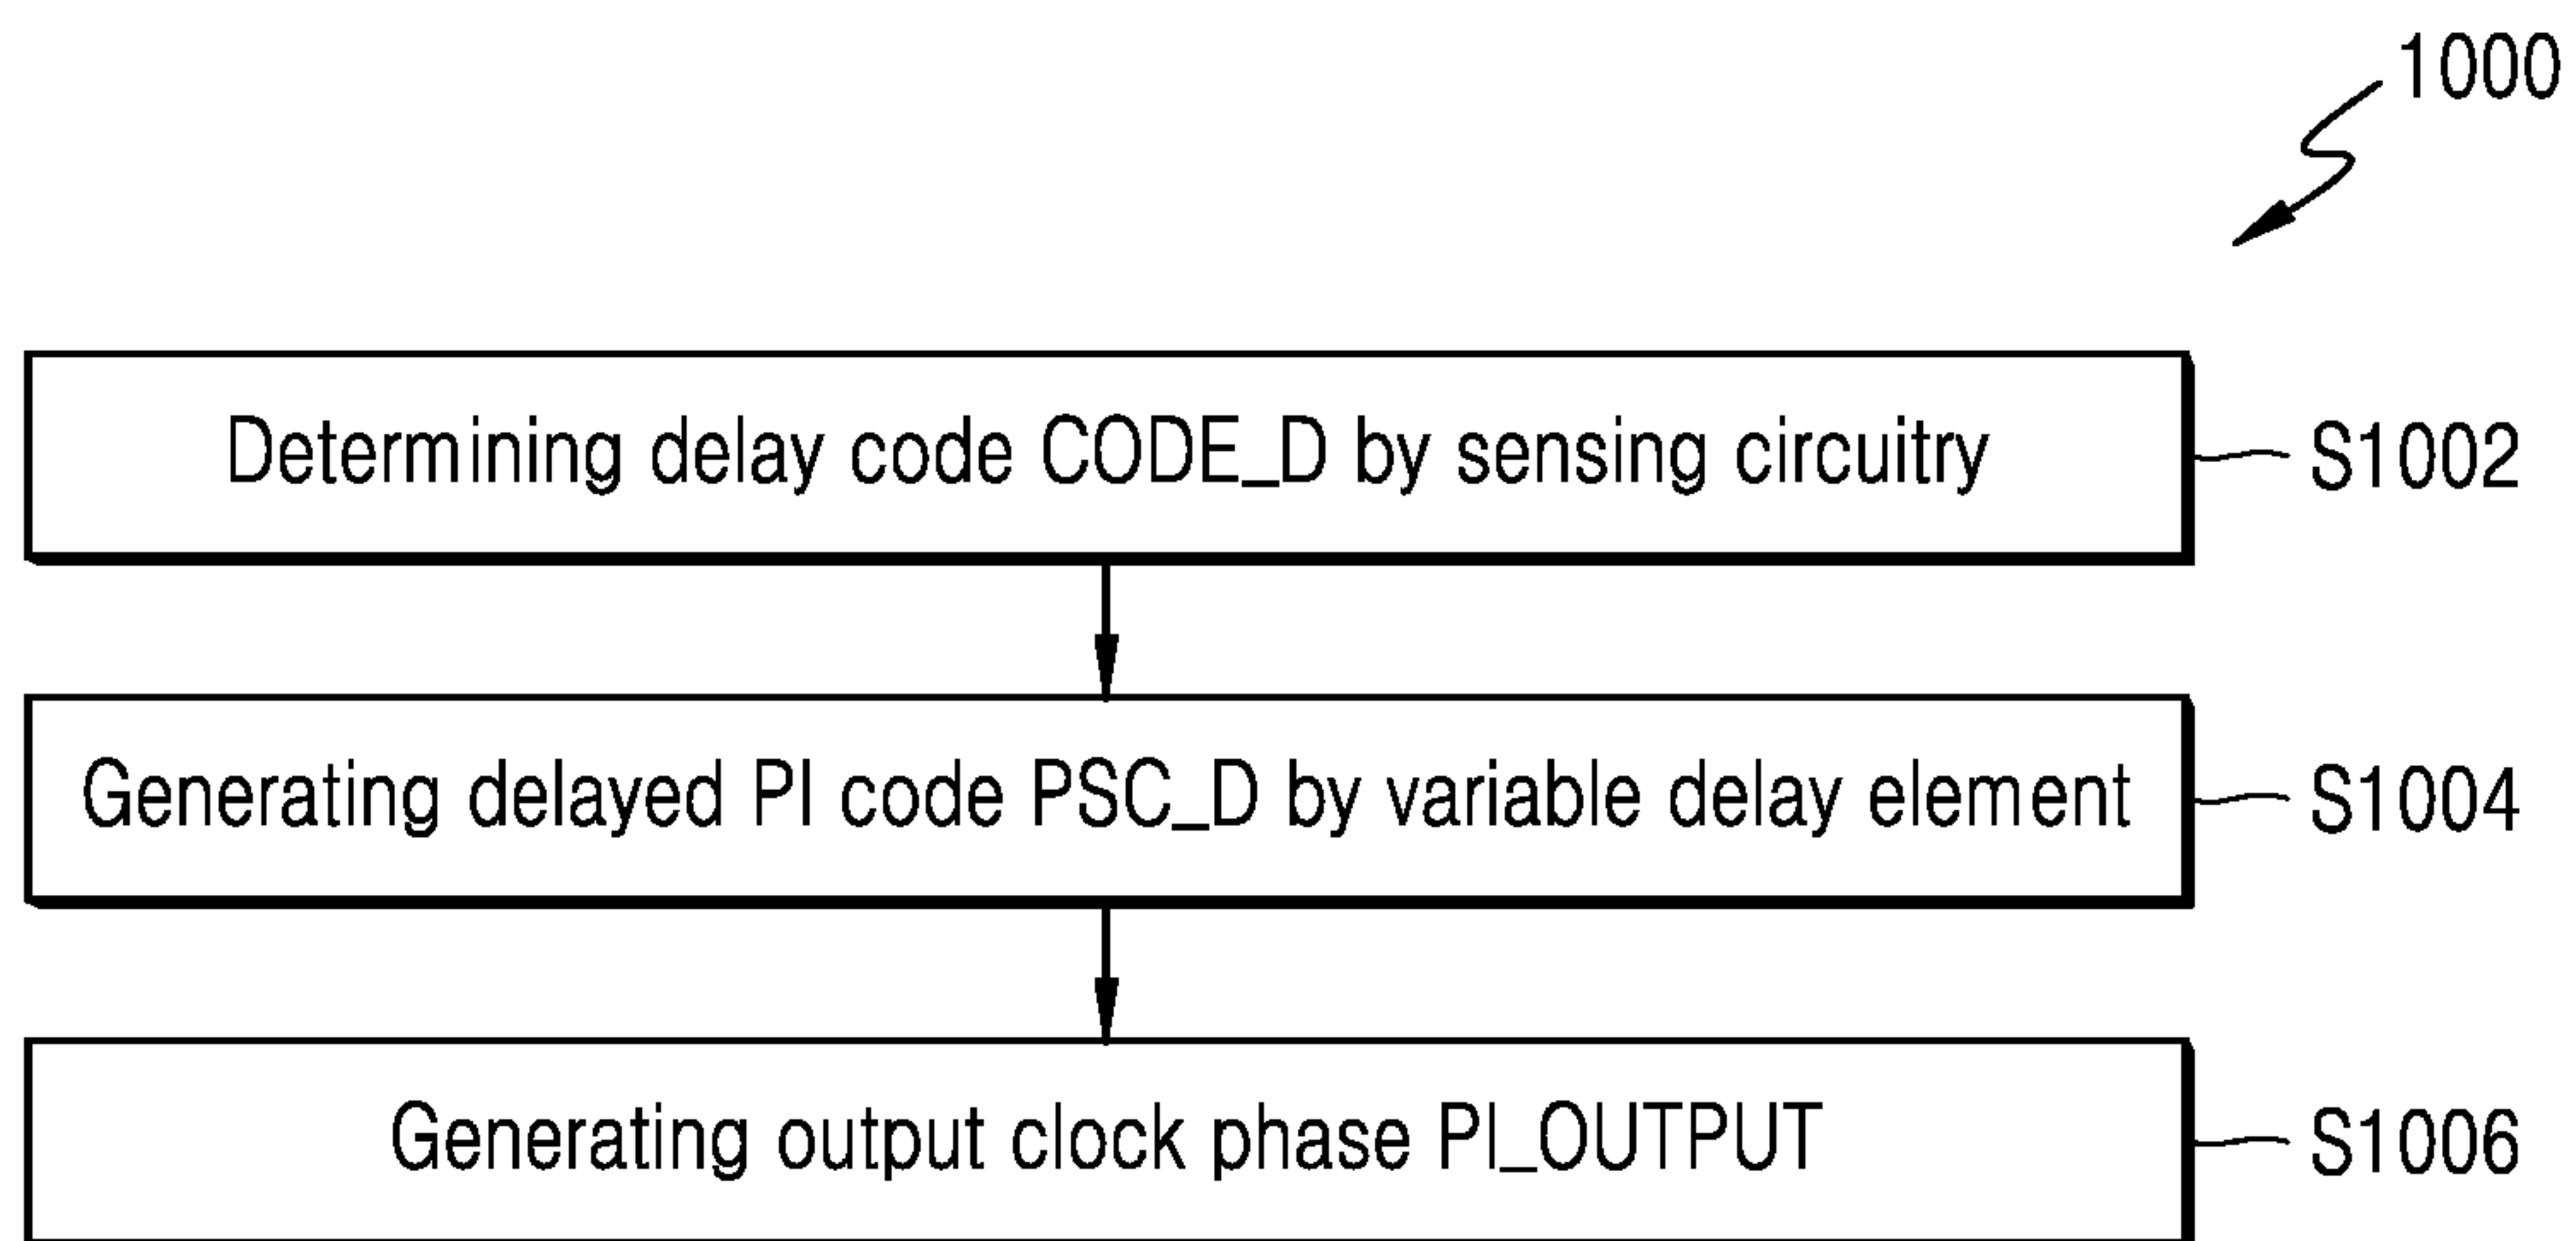 1000
Determining delay code CODE_D by sensing circuitry
S1002
Generating delayed PI code PSC_D by variable delay element
S1004
Generating output clock phase PI_OUTPUT
S1006